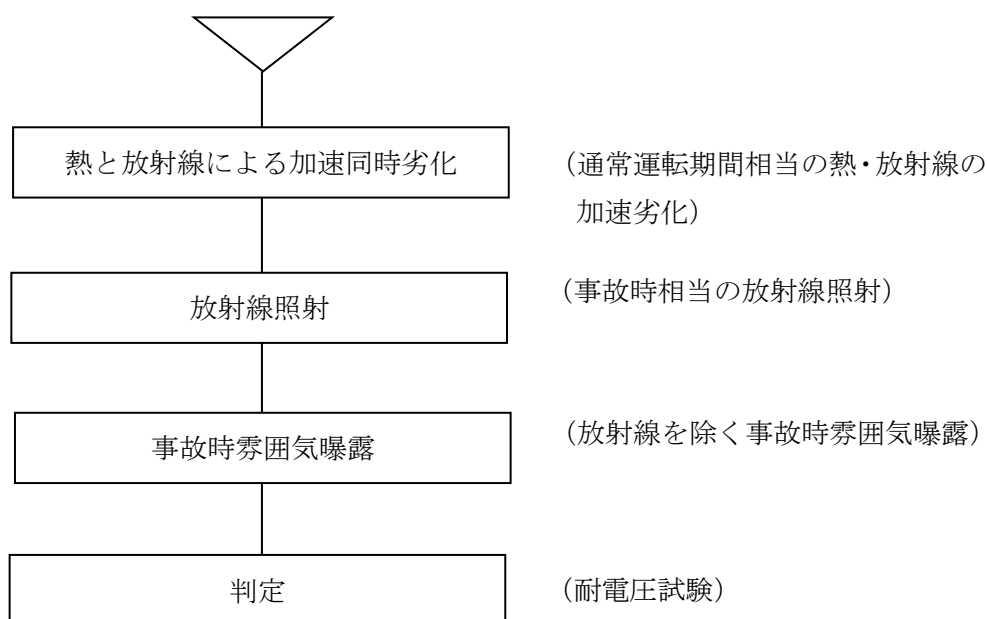 熱と放射線による加速同時劣化
（通常運転期間相当の熱・放射線の
加速劣化）
放射線照射
（事故時相当の放射線照射）
事故時雰囲気曝露
（放射線を除く事故時雰囲気曝露）
判定
（耐電圧試験）